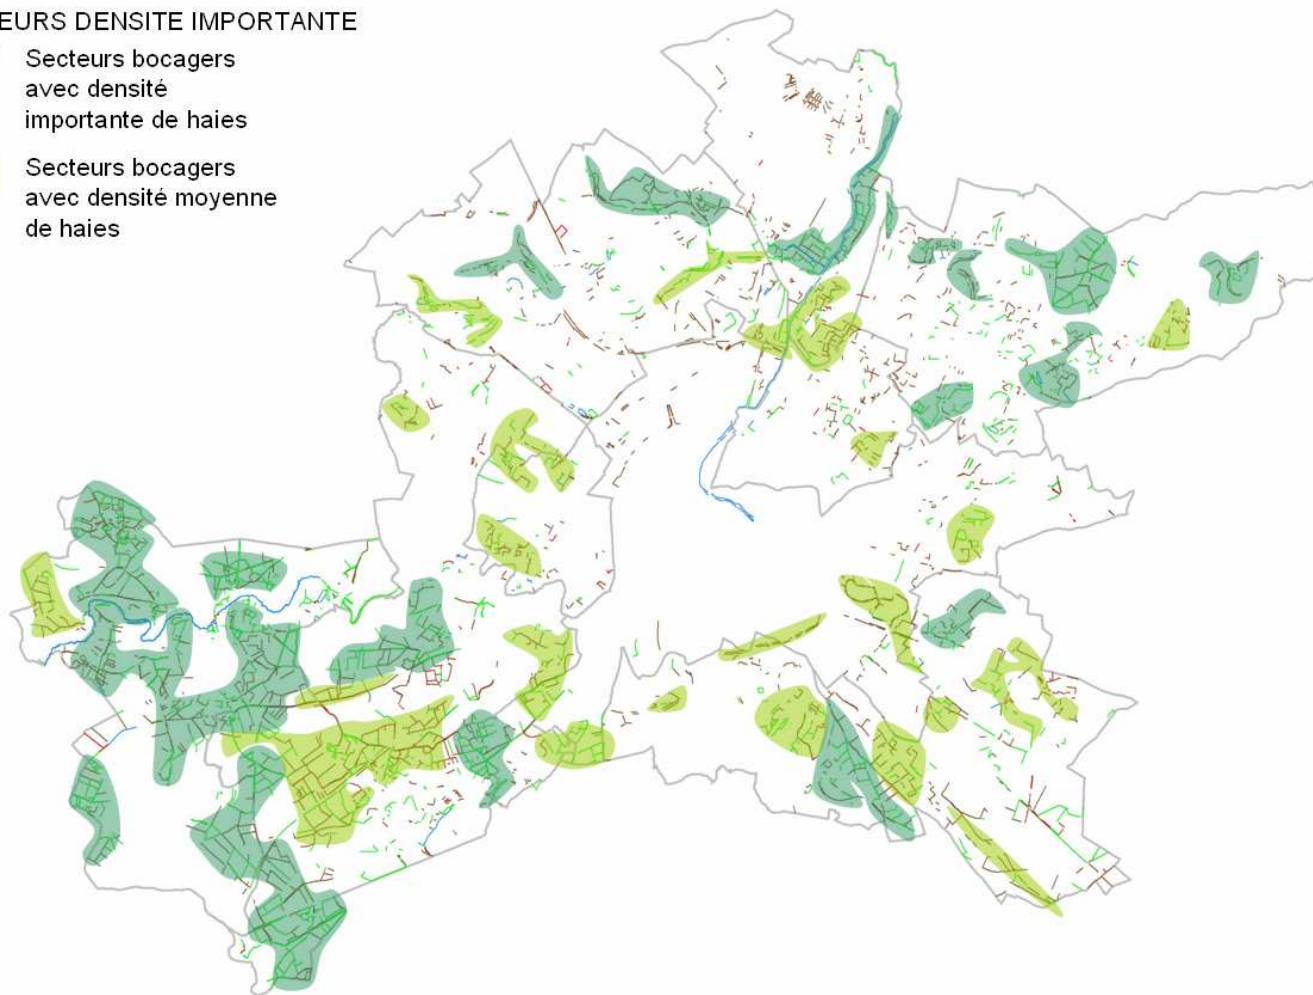 EURS DENSITE IMPORTANTE
Secteurs bocagers
avec densité
importante de haies
Secteurs bocagers
avec densité moyenne
de haies